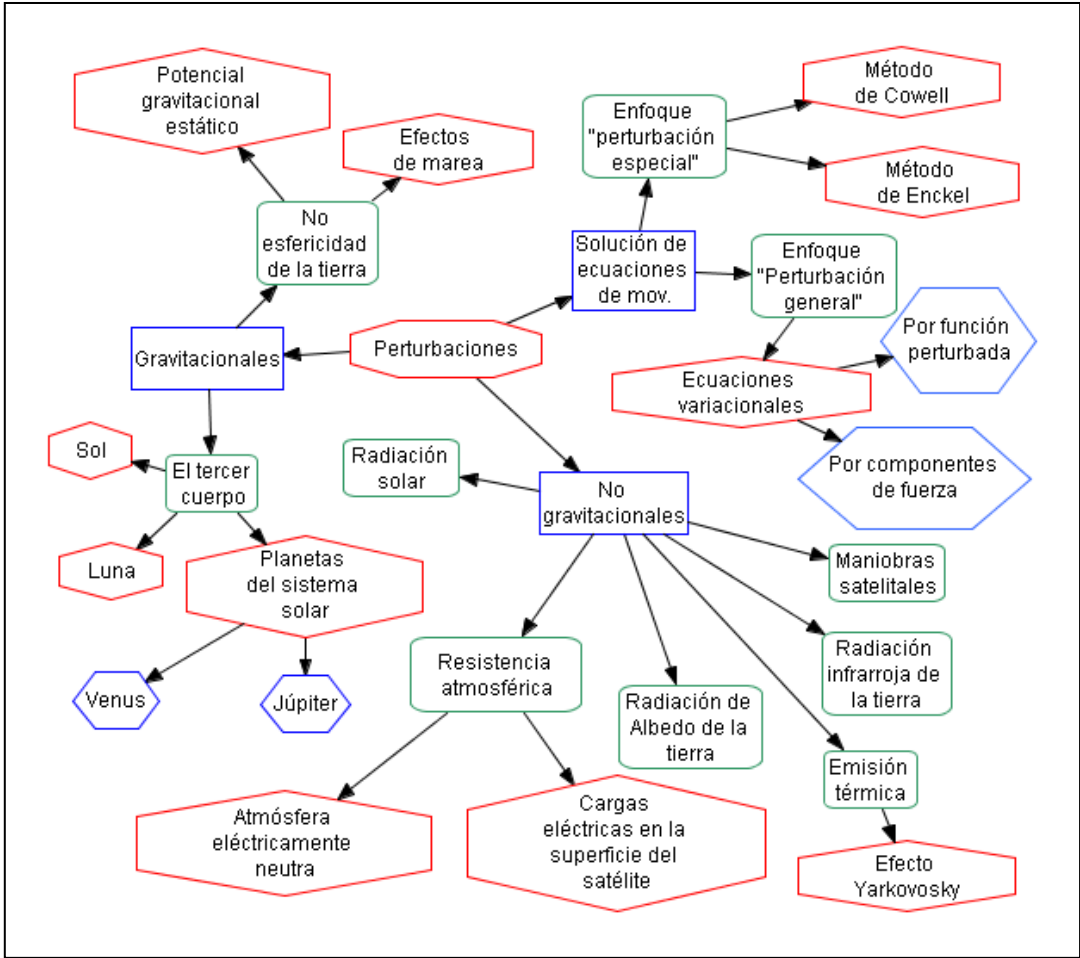 Potencial
gravitacional
estático
Efectos
de marea
No
esfericidad
de la tierra
Gravitacionales
Perturbaciones
Solución de
ecuaciones
de mov.
Enfoque
"perturbación
especial"
Método
de Cowell
Método
de Enckel
Enfoque
"Perturbación
general"
Por función
perturbada
Ecuaciones
variacionales
Por componentes
de fuerza
Sol
El tercer
cuerpo
Luna
Planetas
del sistema
solar
Venus
Júpiter
Radiación
solar
No
gravitacionales
Maniobras
satelitales
Radiación
infrarroja de
la tierra
Resistencia
atmosférica
Radiación de
Albedo de la
tierra
Emisión
térmica
Atmósfera
eléctricamente
neutra
Cargas
eléctricas en la
superficie del
satélite
Efecto
Yarkovosky